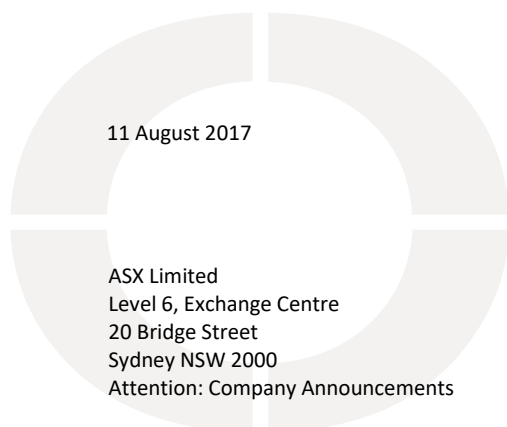 11 August 2017
ASX Limited
Level 6, Exchange Centre
20 Bridge Street
Sydney NSW 2000
Attention: Company Announcements